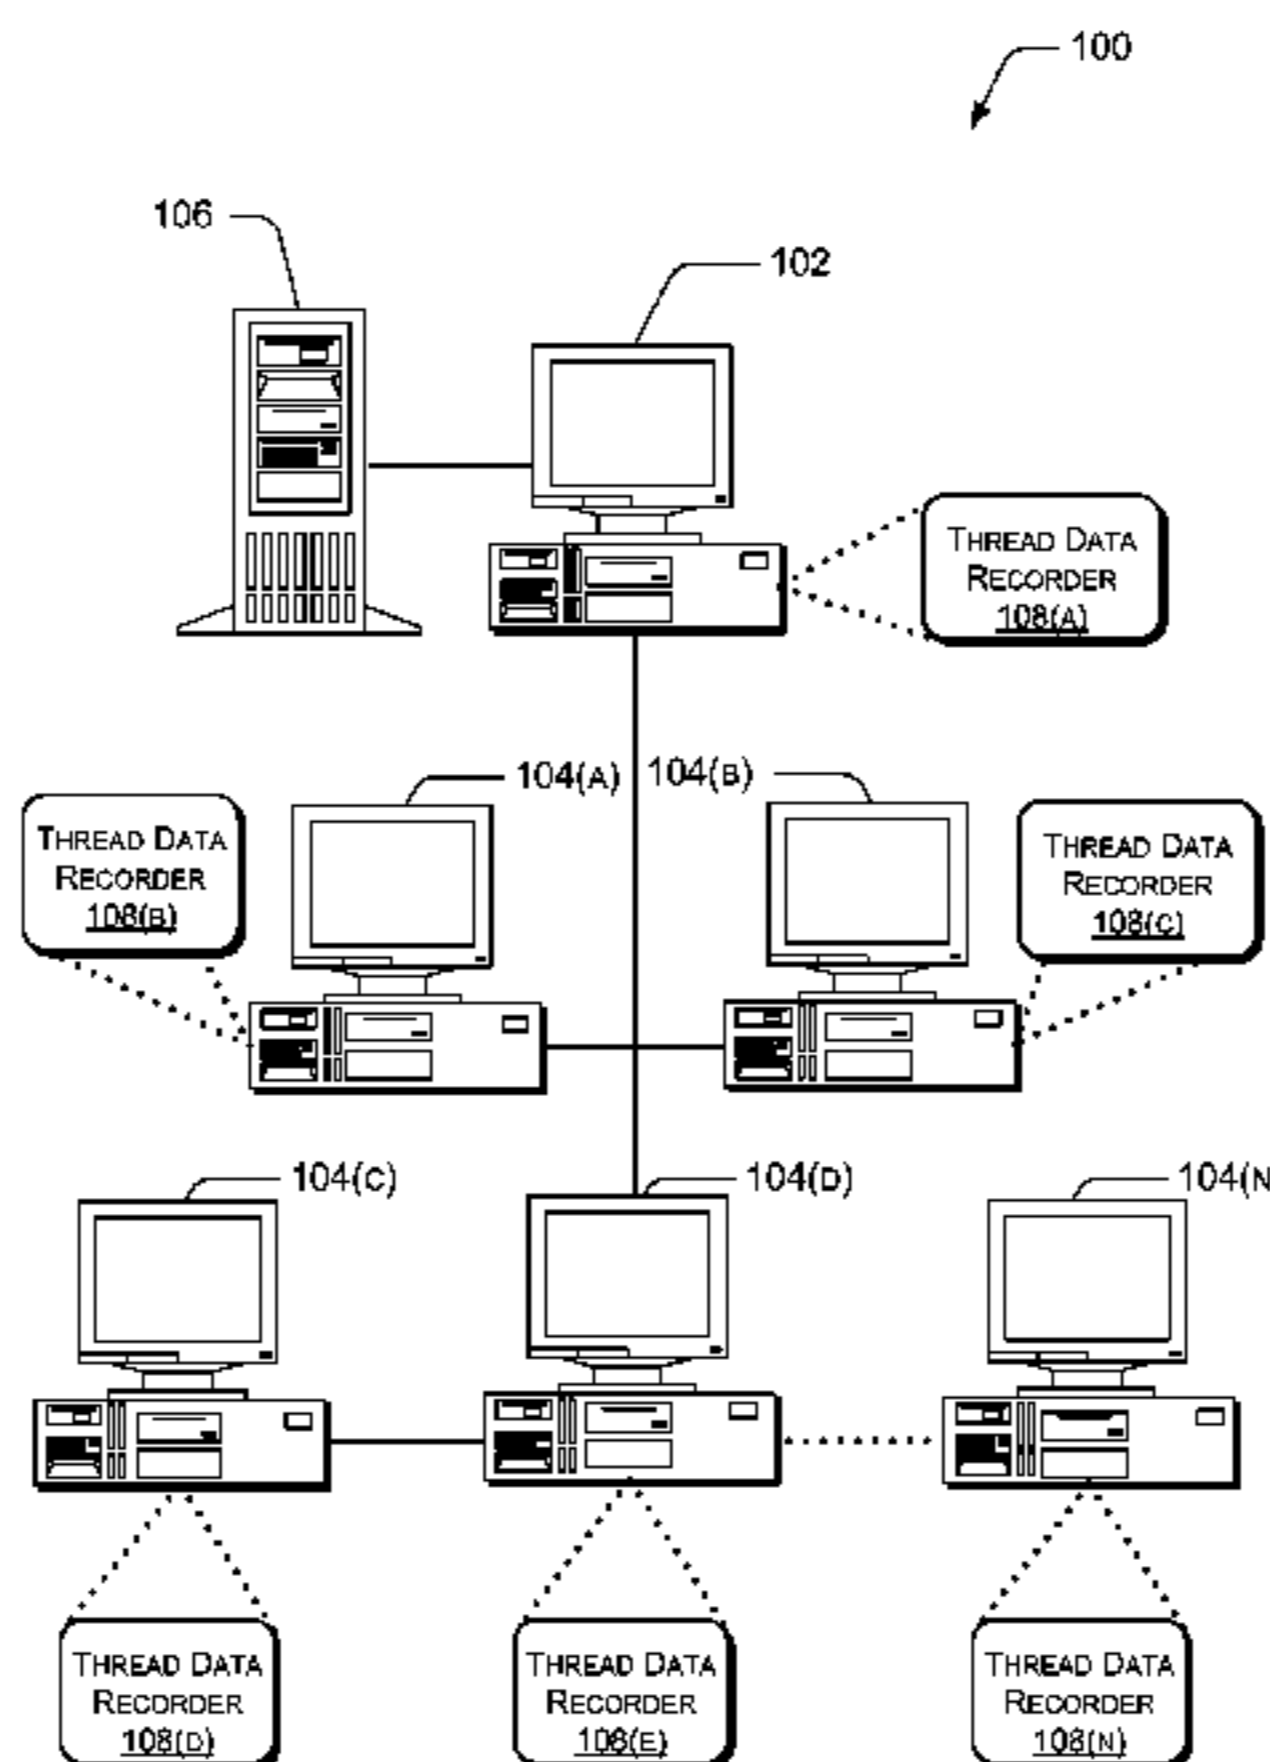 100
106
102
THREAD DATA
RECORDER
108(A)
104(A)
104(B)
THREAD DATA
RECORDER
108(B)
THREAD DATA
RECORDER
108(C)
104(C)
104(D)
104(N
THREAD DATA
RECORDER
108(D)
THREAD DATA
RECORDER
108(E)
THREAD DATA
RECORDER
108(N)